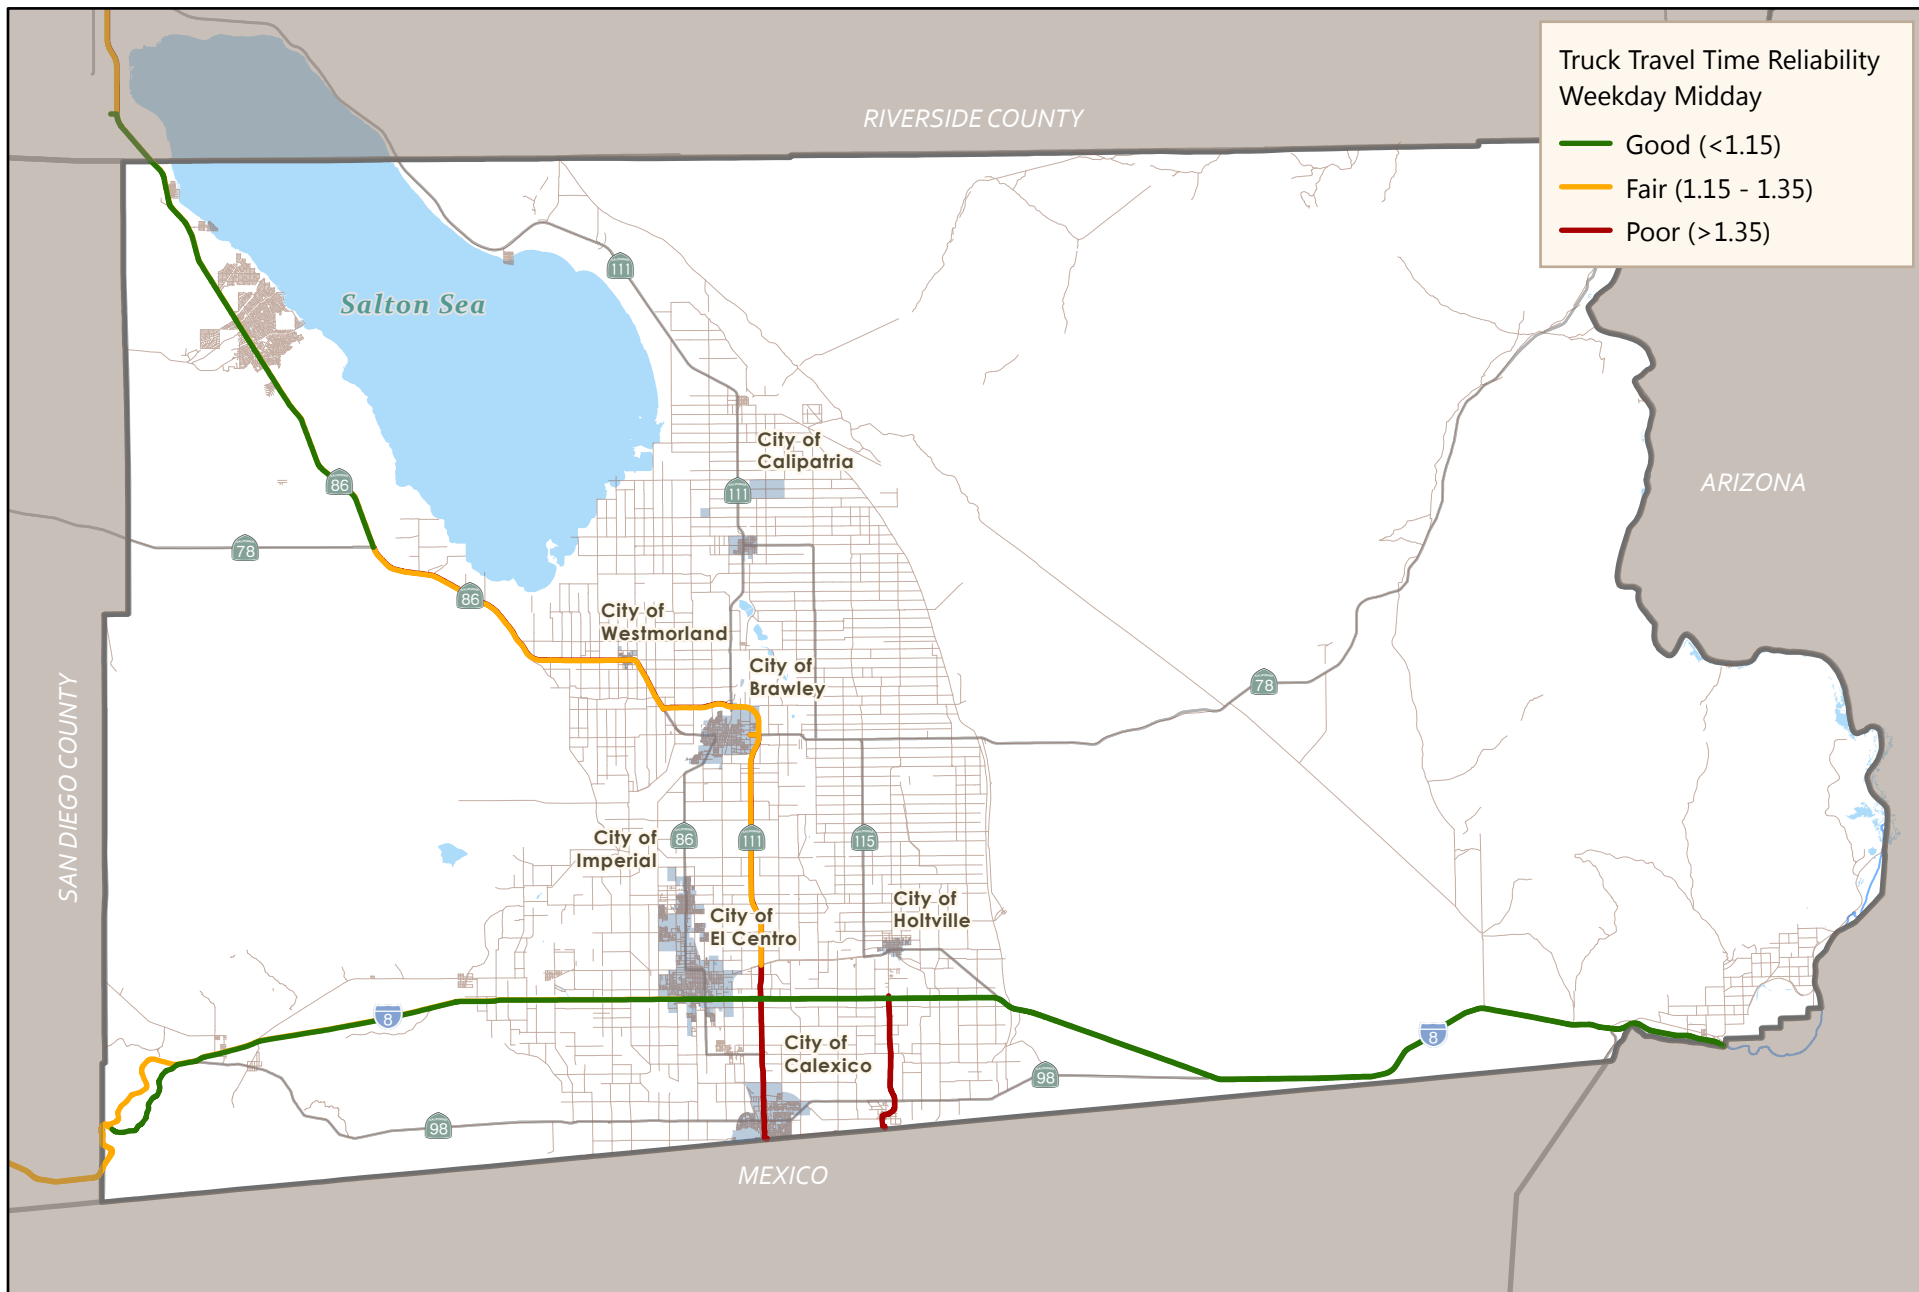 Truck Travel Time Reliability
Weekday Midday
Good (<1.15)
Fair (1.15 - 1.35)
Poor (>1.35)
RIVERSIDE COUNTY
111
Salton Sea
City of
Calipatria
86
111
ARIZONA
78
86
City of
Westmorland
City of
Brawley
78
SAN DIEGO COUNTY
City of
Imperial
86
111
115
City of
Holtville
City of
El Centro
8
8
City of
Calexico
98
98
MEXICO